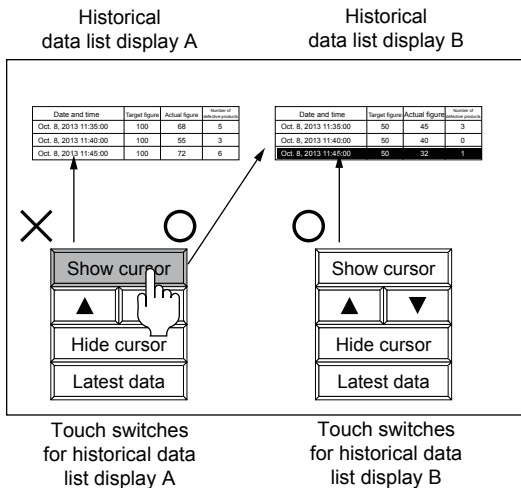 Historical
data list display A
Historical
data list display B
Date and time Target figure Actual figure Number of defective products
Oct. 8, 2013 11:35:00 100 68 5
Oct. 8, 2013 11:40:00 100 55 3
Oct. 8, 2013 11:45:00 100 72 6
Date and time Target figure Actual figure Number of defective products
Oct. 8, 2013 11:35:00 50 45 3
Oct. 8, 2013 11:40:00 50 40 0
Oct. 8, 2013 11:45:00 50 32 1
Show cursor
▲
Hide cursor
Latest data
Show cursor
▲ ▼
Hide cursor
Latest data
Touch switches
for historical data
list display A
Touch switches
for historical data
list display B